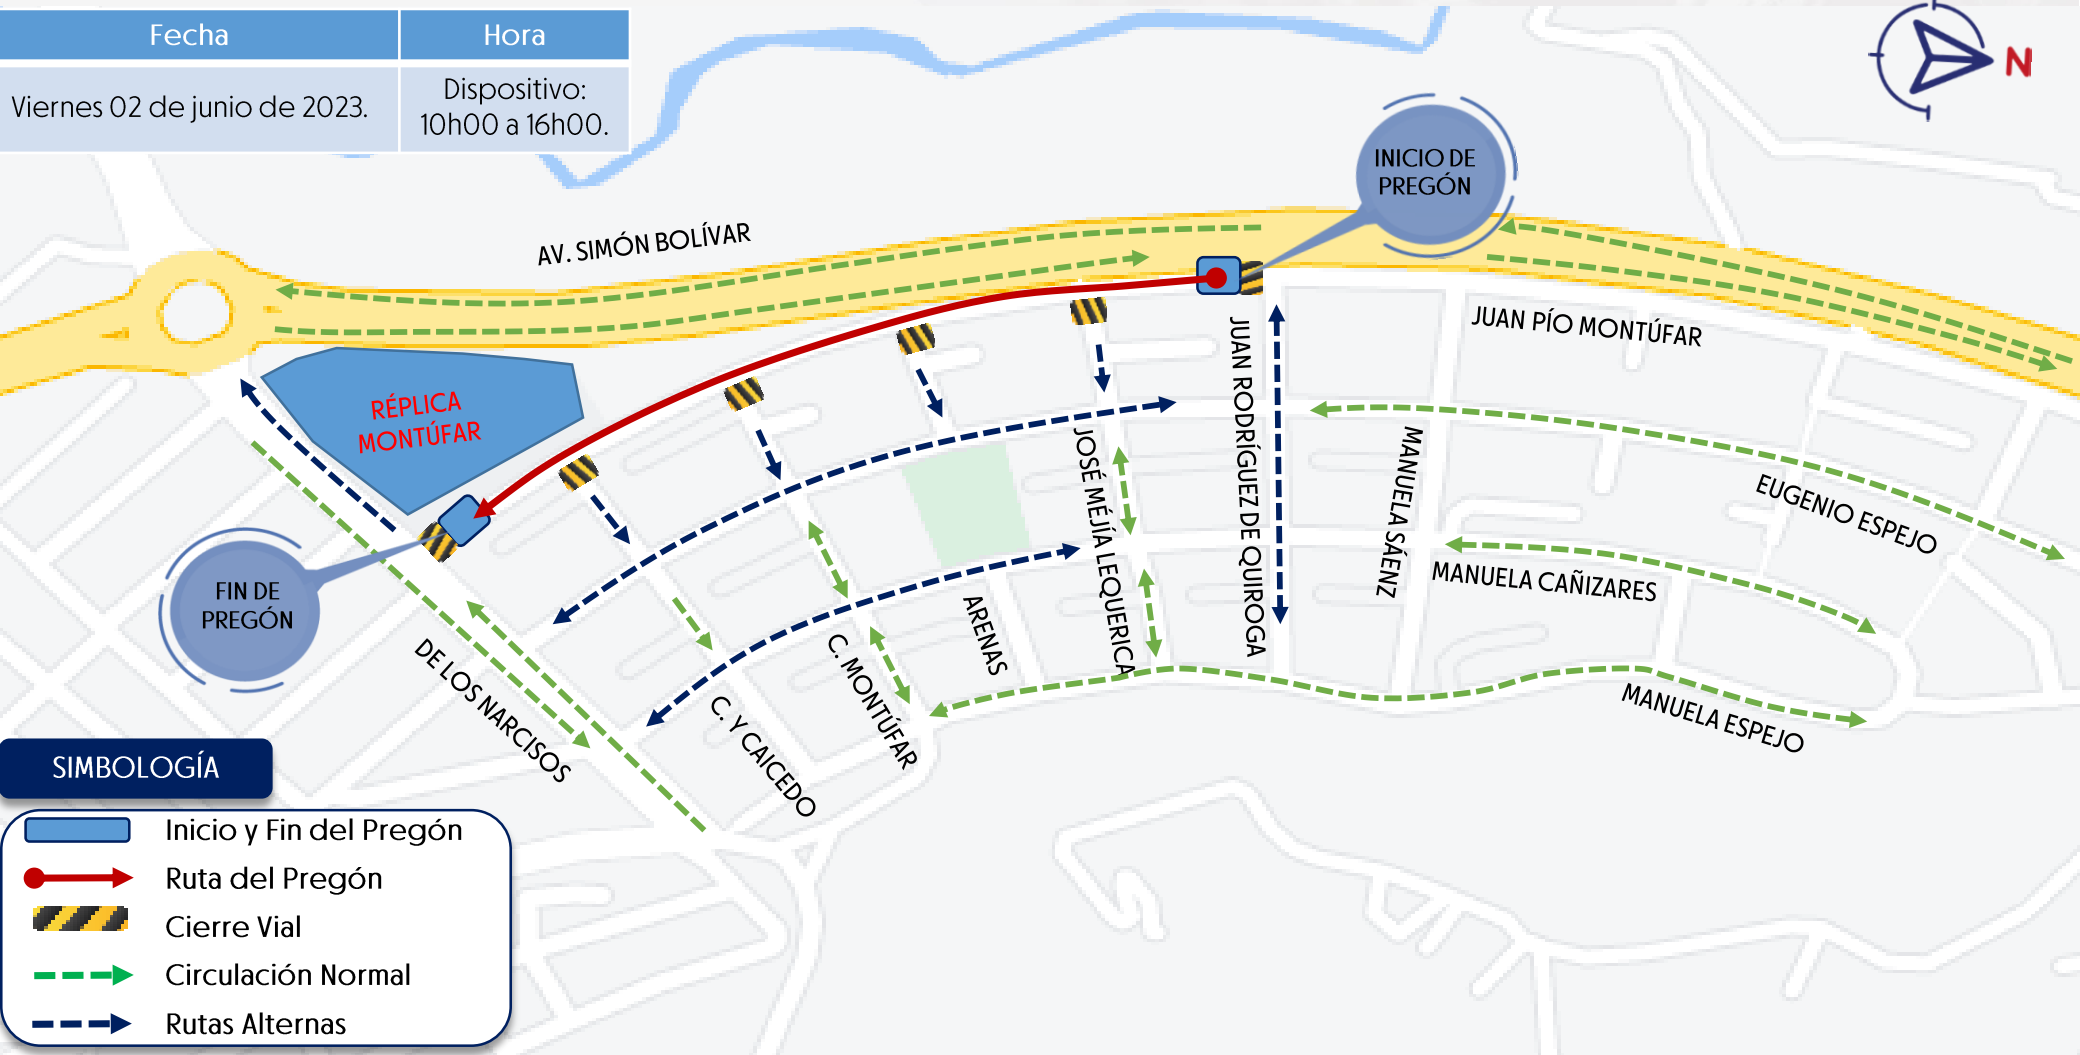 Fecha
Hora
Viernes 02 de junio de 2023.
Dispositivo:
10h00 a 16h00.
N
INICIO DE
PREGÓN
AV. SIMÓN BOLÍVAR
JUAN PÍO MONTÚFAR
RÉPLICA
MONTÚFAR
JUAN RODRÍGUEZ DE QUIROGA
JOSÉ MÉJÍA LEQUERICA
MANUELA SÁENZ
EUGENIO ESPEJO
MANUELA CAÑIZARES
FIN DE
PREGÓN
ARENAS
C. MONTÚFAR
DE LOS NARCISOS
C. Y CAICEDO
MANUELA ESPEJO
SIMBOLOGÍA
Inicio y Fin del Pregón
Ruta del Pregón
Cierre Vial
Circulación Normal
Rutas Alternas